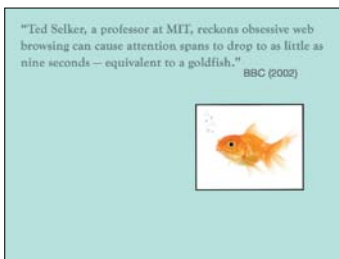 “Ted Selker, a professor at MIT, reckons obsessive web
browsing can cause attention spans to drop to as little as
nine seconds – equivalent to a goldfish.”
BBC (2002)